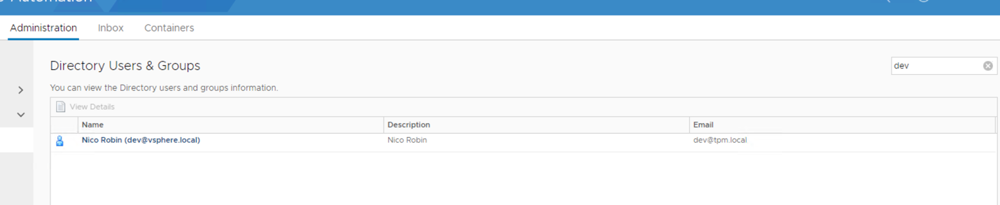 Automation
Administration Inbox Containers
Directory Users & Groups
dev
You can view the Directory users and groups information.
View Details
Name Description Email
Nico Robin (dev@vsphere.local) Nico Robin dev@tpm.local